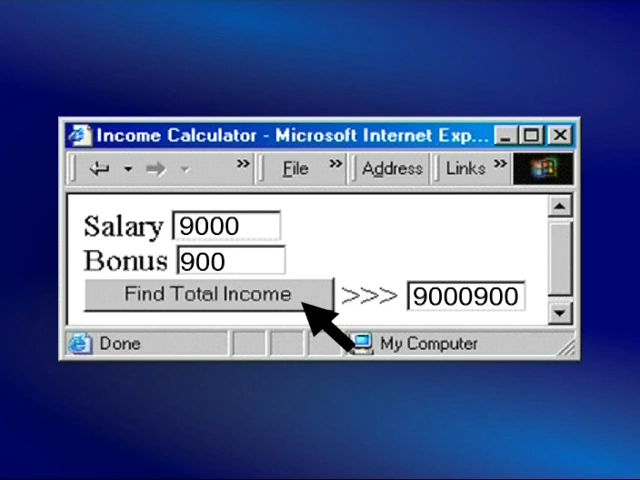 Income Calculator - Microsoft Internet Exp...
File Address Links
Salary 9000
Bonus 900
Find Total Income >>> 9000900
Done My Computer